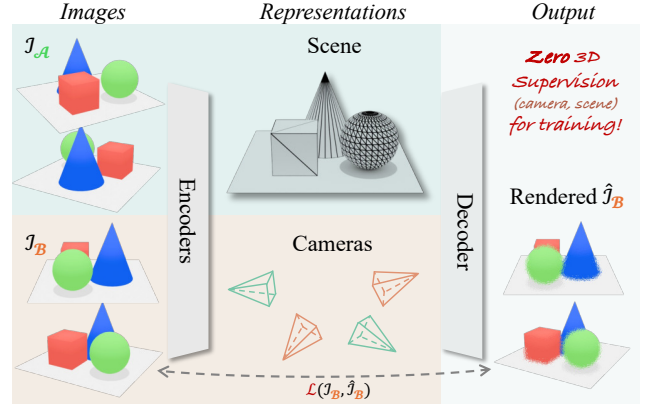 Images
Representations
Output
ℐ𝒜
Scene
Zero 3D
Supervision
(camera, scene)
for training!
Encoders
Decoder
Rendered ℐ̂ℬ
ℐℬ
Cameras
ℒ(ℐℬ, ℐ̂ℬ)